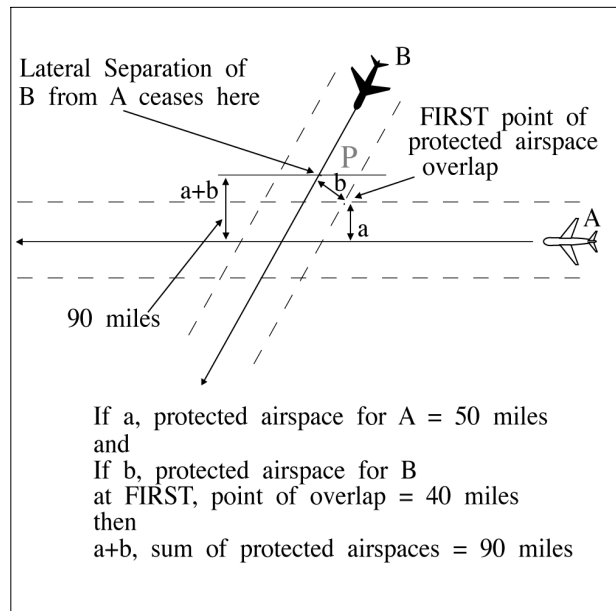 Lateral Separation of
B from A ceases here
B
FIRST point of
protected airspace
overlap
P
b
a+b
a
A
90 miles
If a, protected airspace for A = 50 miles
and
If b, protected airspace for B
at FIRST, point of overlap = 40 miles
then
a+b, sum of protected airspaces = 90 miles